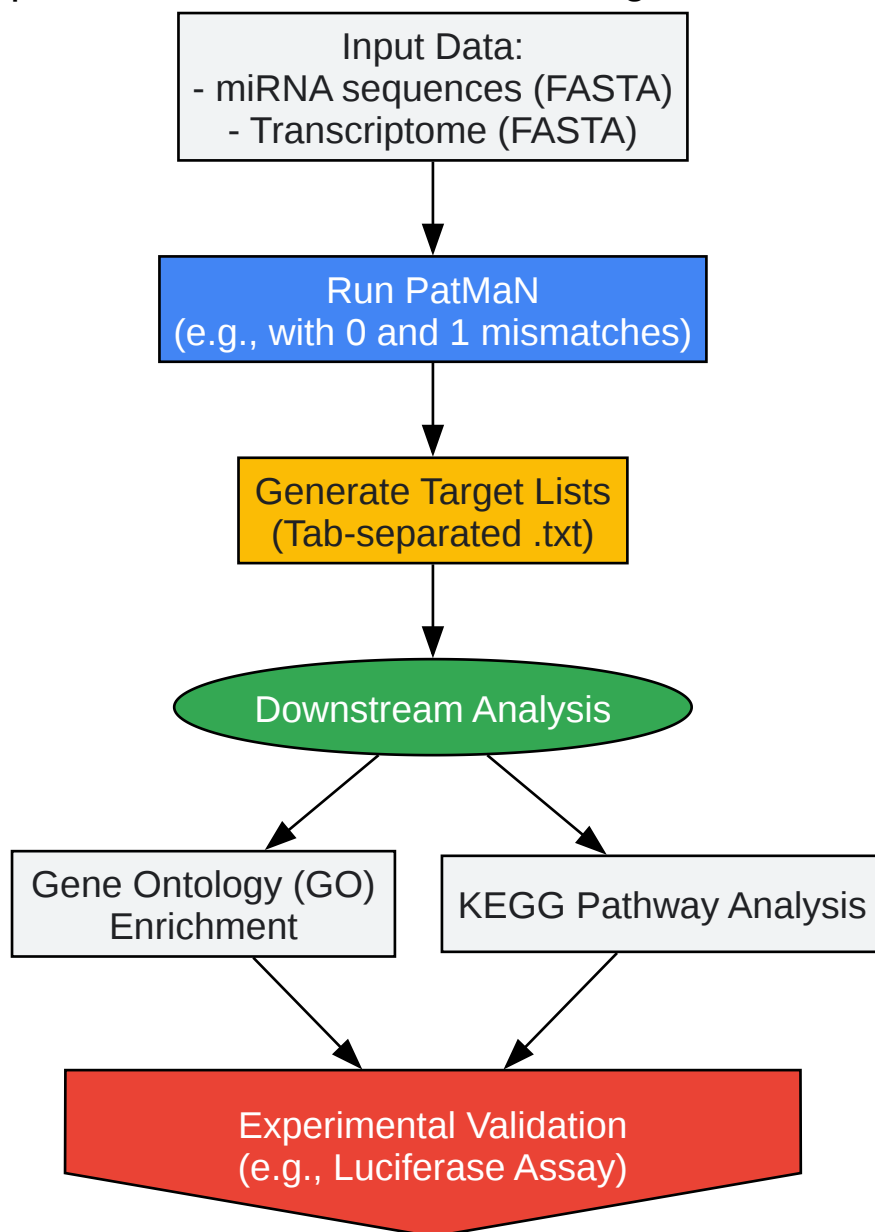 Input Data:
- miRNA sequences (FASTA)
- Transcriptome (FASTA)
Run PatMaN
(e.g., with 0 and 1 mismatches)
Generate Target Lists
(Tab-separated .txt)
Downstream Analysis
Gene Ontology (GO)
Enrichment
KEGG Pathway Analysis
Experimental Validation
(e.g., Luciferase Assay)